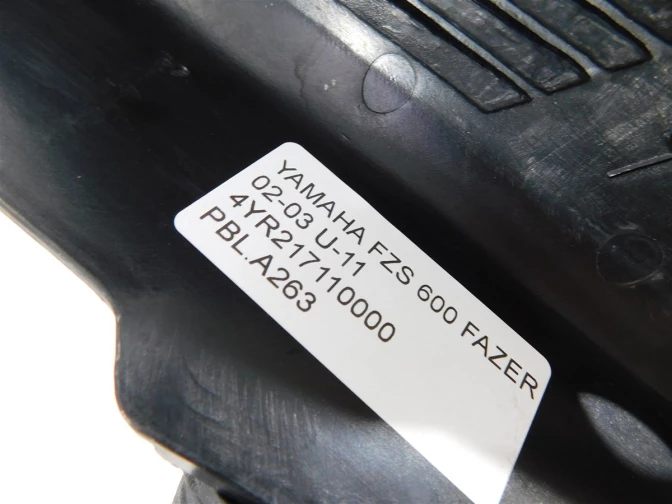 YAMAHA FZS 600 FAZER
02-03 U-11
4YR217110000
PBL.A263